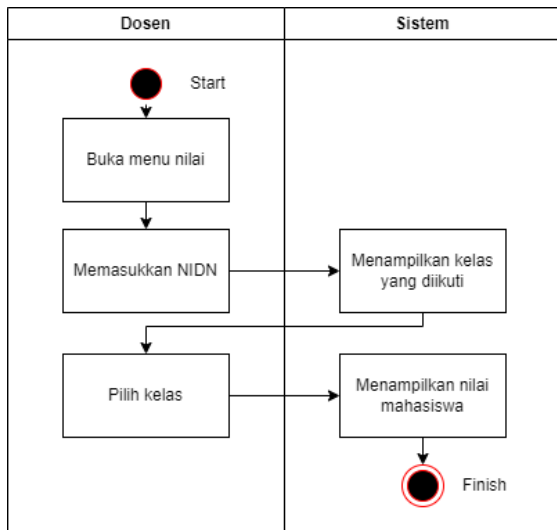 Dosen
Sistem
Start
Buka menu nilai
Memasukkan NIDN
Menampilkan kelas
yang diikuti
Pilih kelas
Menampilkan nilai
mahasiswa
Finish